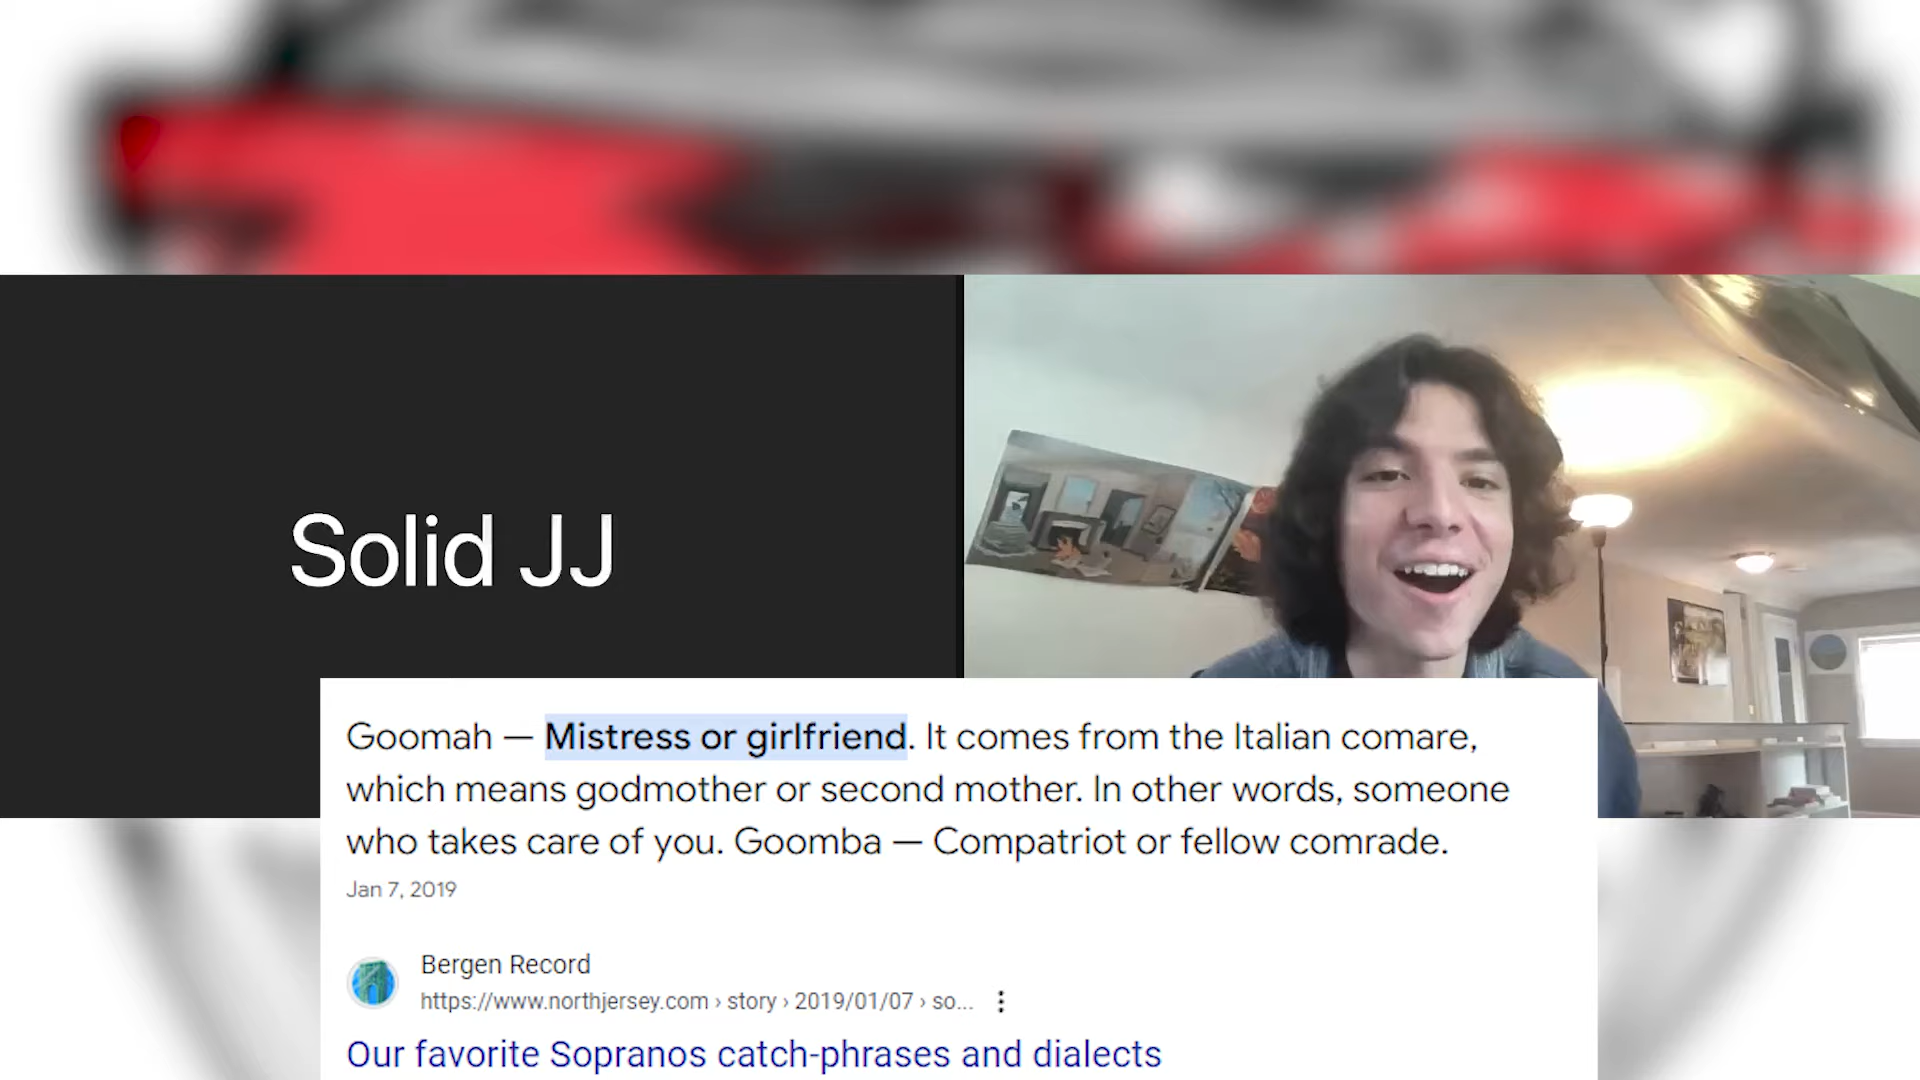 Solid JJ
Goomah — Mistress or girlfriend. It comes from the Italian comare,
which means godmother or second mother. In other words, someone
who takes care of you. Goomba — Compatriot or fellow comrade.
Jan 7, 2019
Bergen Record
https://www.northjersey.com › story › 2019/01/07 › so...
Our favorite Sopranos catch-phrases and dialects